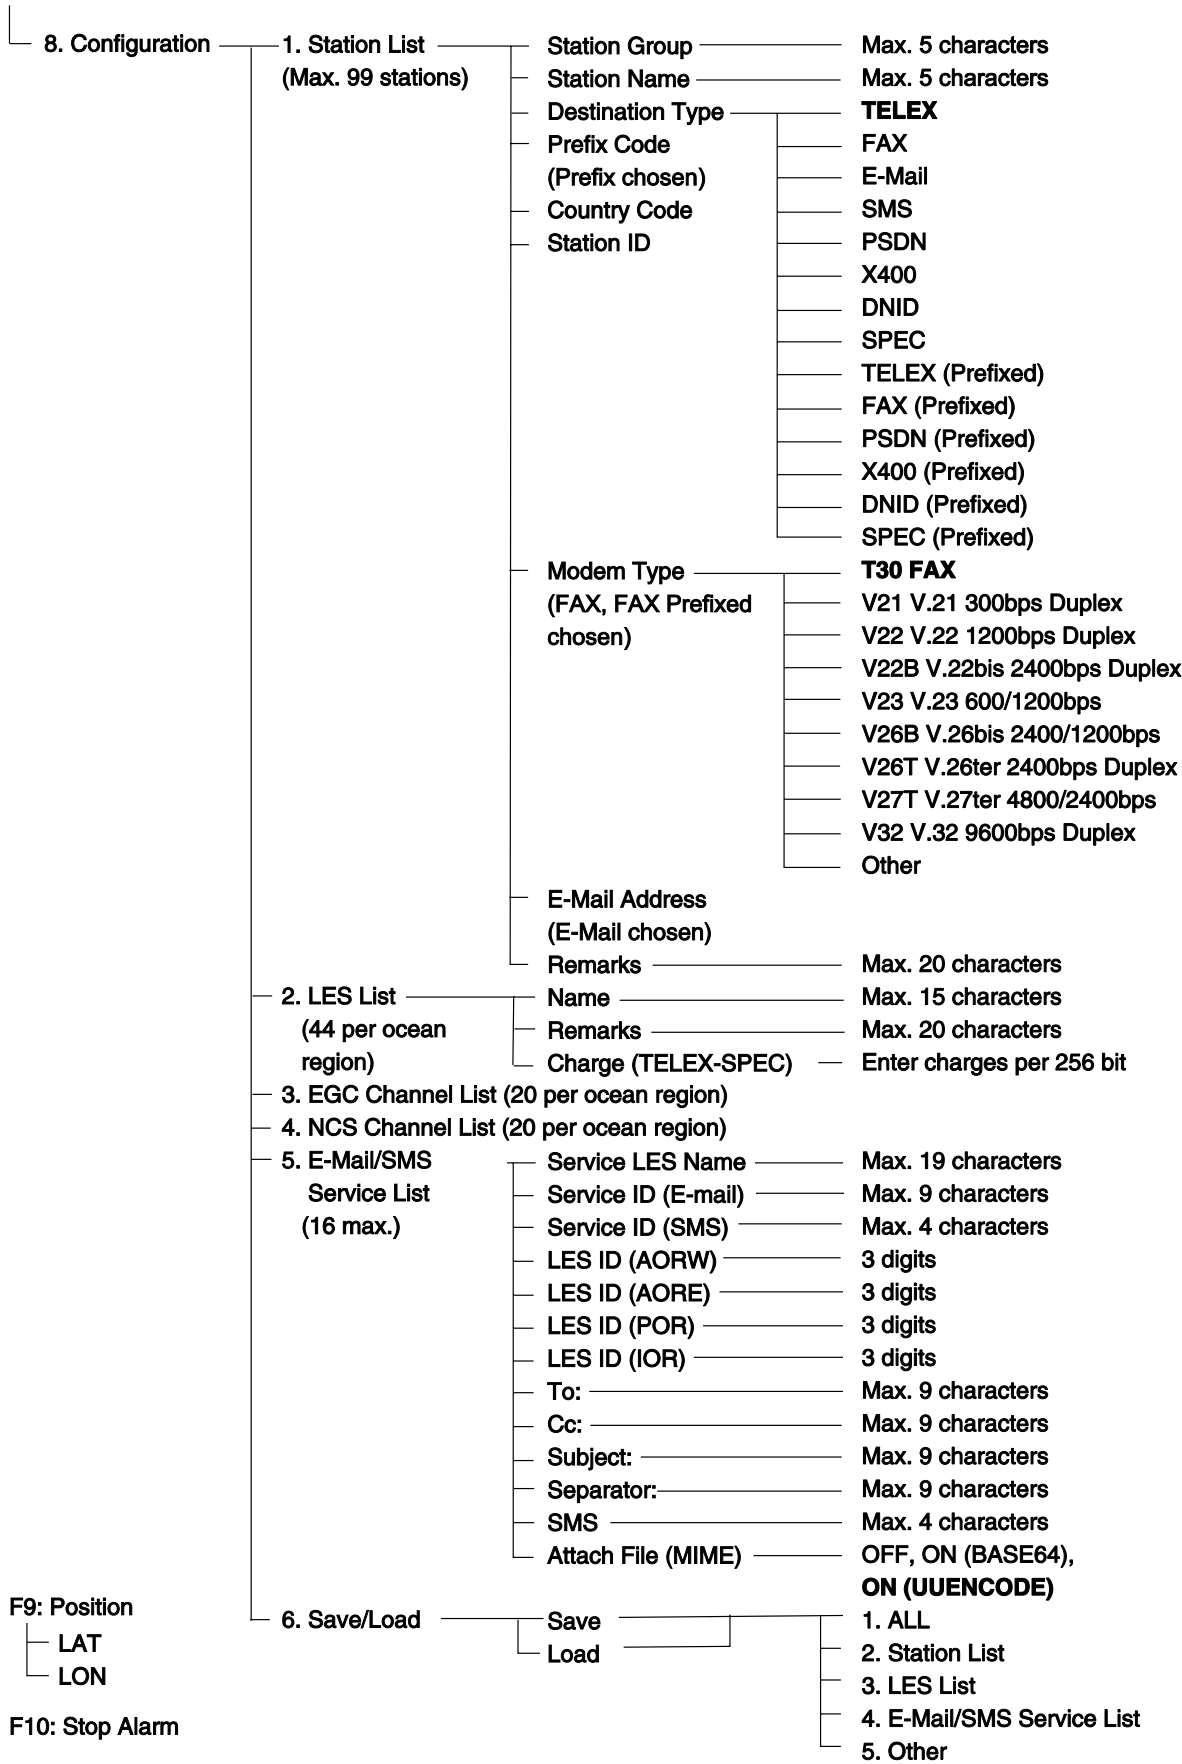 8. Configuration 1. Station List Station Group Max. 5 characters
(Max. 99 stations) Station Name Max. 5 characters
Destination Type TELEX
Prefix Code FAX
(Prefix chosen) E-Mail
Country Code SMS
Station ID PSDN
X400
DNID
SPEC
TELEX (Prefixed)
FAX (Prefixed)
PSDN (Prefixed)
X400 (Prefixed)
DNID (Prefixed)
SPEC (Prefixed)
Modem Type T30 FAX
(FAX, FAX Prefixed V21 V.21 300bps Duplex
chosen) V22 V.22 1200bps Duplex
V22B V.22bis 2400bps Duplex
V23 V.23 600/1200bps
V26B V.26bis 2400/1200bps
V26T V.26ter 2400bps Duplex
V27T V.27ter 4800/2400bps
V32 V.32 9600bps Duplex
Other
E-Mail Address
(E-Mail chosen)
Remarks Max. 20 characters
2. LES List Name Max. 15 characters
(44 per ocean Remarks Max. 20 characters
region) Charge (TELEX-SPEC) Enter charges per 256 bit
3. EGC Channel List (20 per ocean region)
4. NCS Channel List (20 per ocean region)
5. E-Mail/SMS Service LES Name Max. 19 characters
Service List Service ID (E-mail) Max. 9 characters
(16 max.) Service ID (SMS) Max. 4 characters
LES ID (AORW) 3 digits
LES ID (AORE) 3 digits
LES ID (POR) 3 digits
LES ID (IOR) 3 digits
To: Max. 9 characters
Cc: Max. 9 characters
Subject: Max. 9 characters
Separator: Max. 9 characters
SMS Max. 4 characters
Attach File (MIME) OFF, ON (BASE64),
ON (UUENCODE)
F9: Position 6. Save/Load Save 1. ALL
LAT Load 2. Station List
LON 3. LES List
F10: Stop Alarm 4. E-Mail/SMS Service List
5. Other